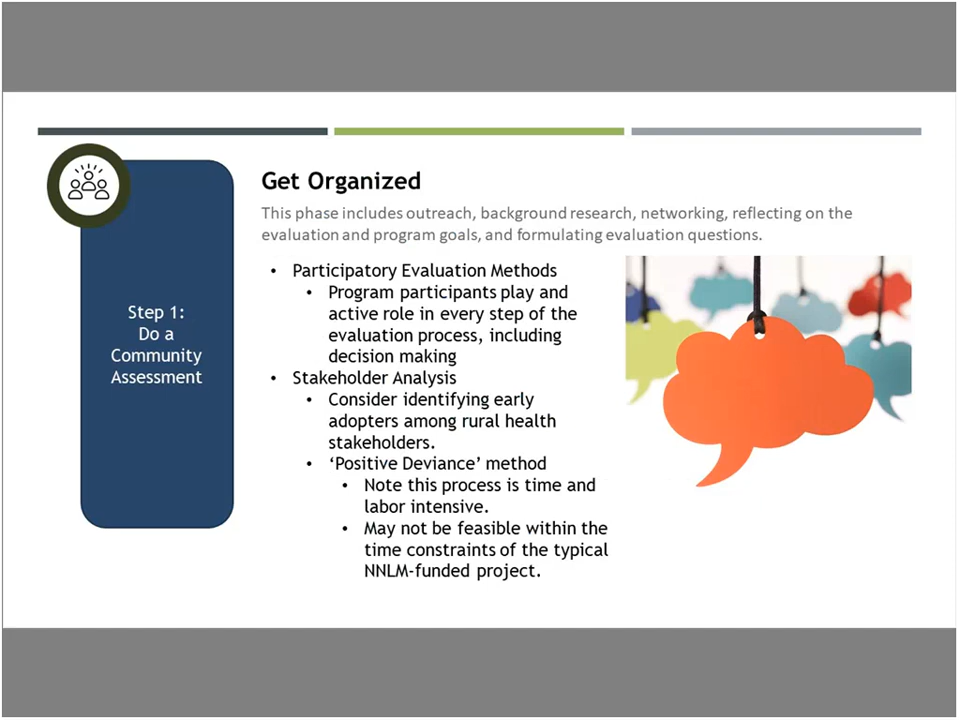 Get Organized
This phase includes outreach, background research, networking, reflecting on the
evaluation and program goals, and formulating evaluation questions.
Step 1:
Do a
Community
Assessment
• Participatory Evaluation Methods
• Program participants play and
active role in every step of the
evaluation process, including
decision making
• Stakeholder Analysis
• Consider identifying early
adopters among rural health
stakeholders.
• ‘Positive Deviance’ method
• Note this process is time and
labor intensive.
• May not be feasible within the
time constraints of the typical
NNLM-funded project.